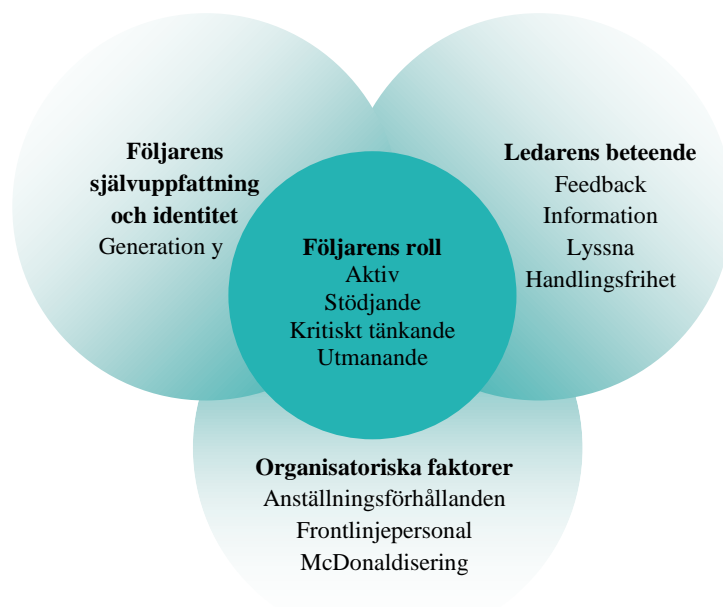 Följarens
självuppfattning
och identitet
Generation y
Ledarens beteende
Feedback
Information
Lyssna
Handlingsfrihet
Följarens roll
Aktiv
Stödjande
Kritiskt tänkande
Utmanande
Organisatoriska faktorer
Anställningsförhållanden
Frontlinjepersonal
McDonaldisering